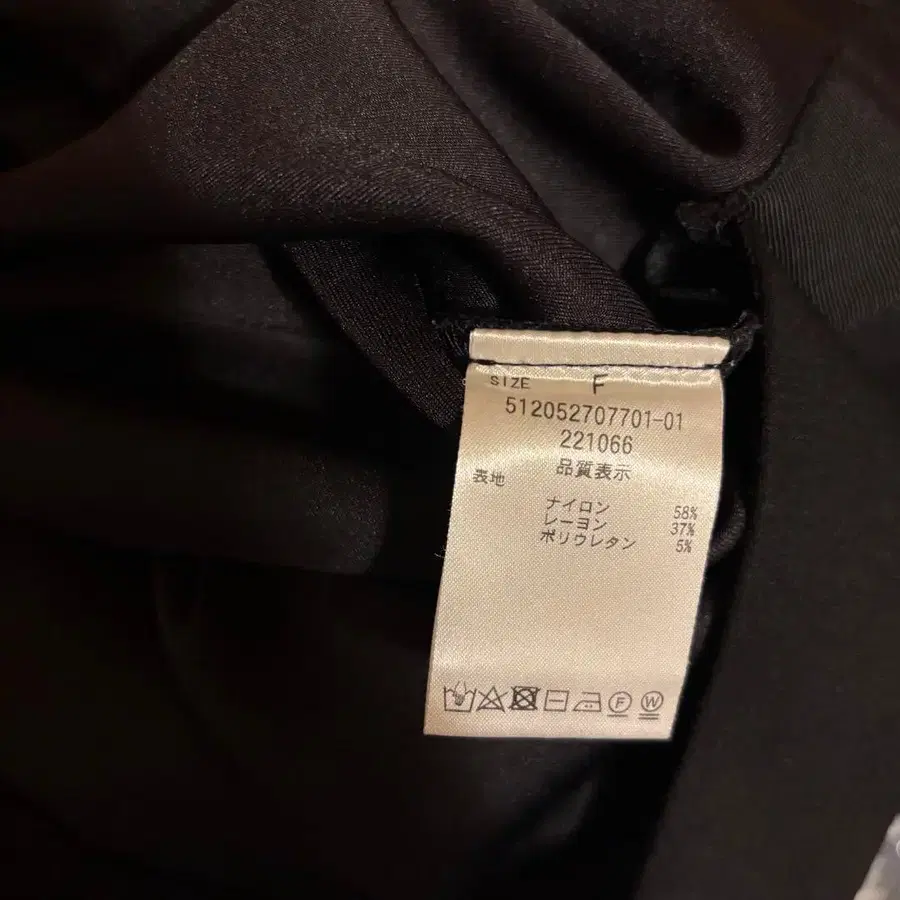 SIZE F
512052707701-01
221066
品質表示
表地
ナイロン 58%
レーヨン 37%
ポリウレタン 5%
F W